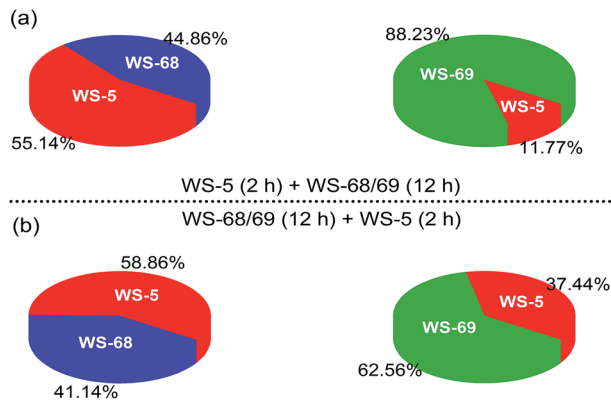 (a)
44.86%
WS-68
WS-5
55.14%
88.23%
WS-69
WS-5
11.77%
WS-5 (2 h) + WS-68/69 (12 h)
(b)
WS-68/69 (12 h) + WS-5 (2 h)
58.86%
WS-5
WS-68
41.14%
37.44%
WS-5
WS-69
62.56%